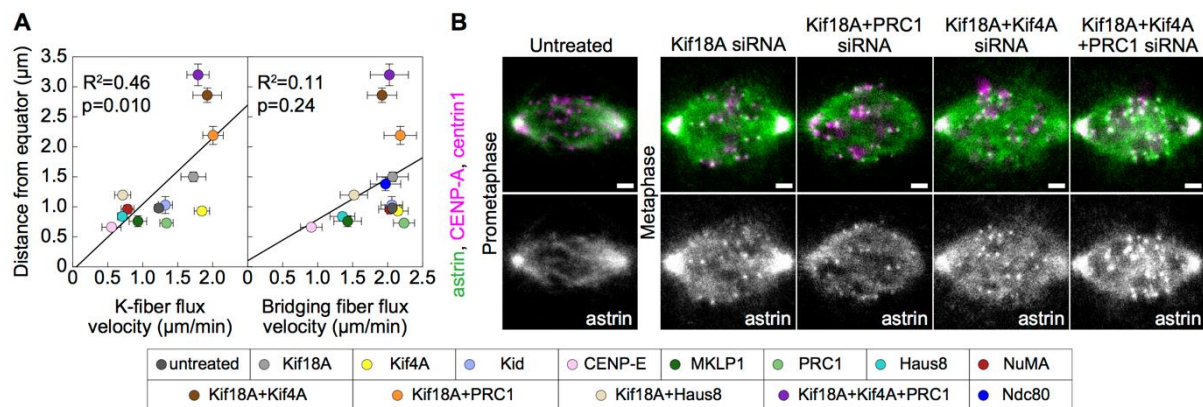 A
Distance from equator (µm)
3.5
3.0
2.5
2.0
1.5
1.0
0.5
0
R²=0.46
p=0.010
R²=0.11
p=0.24
0 0.5 1.0 1.5 2.0
0 0.5 1.0 1.5 2.0 2.5
K-fiber flux
velocity (µm/min)
Bridging fiber flux
velocity (µm/min)
B
astrin, CENP-A, centrin1
Untreated
Prometaphase
astrin
Metaphase
Kif18A siRNA
Kif18A+PRC1
siRNA
Kif18A+Kif4A
siRNA
Kif18A+Kif4A
+PRC1 siRNA
astrin
untreated Kif18A Kif4A Kid CENP-E MKLP1 PRC1 Haus8 NuMA
Kif18A+Kif4A Kif18A+PRC1 Kif18A+Haus8 Kif18A+Kif4A+PRC1 Ndc80